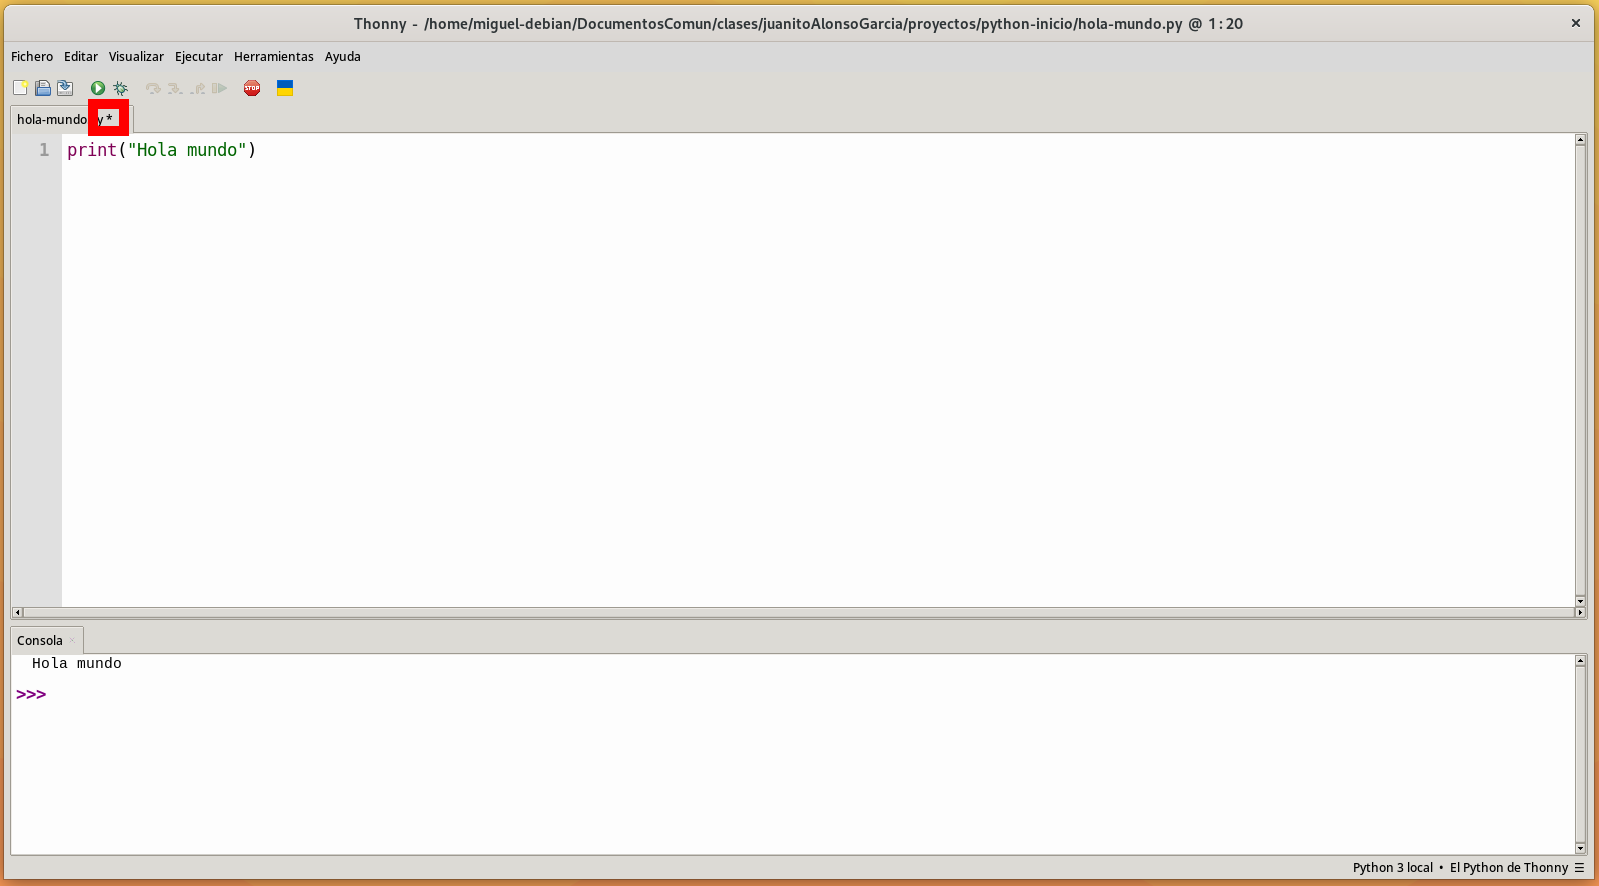 Thonny - /home/miguel-debian/DocumentosComun/clases/juanitoAlonsoGarcia/proyectos/python-inicio/hola-mundo.py @ 1:20
Fichero Editar Visualizar Ejecutar Herramientas Ayuda
STOP
hola-mundo y *
1 print("Hola mundo")
Consola
Hola mundo
>>>
Python 3 local • El Python de Thonny ☰